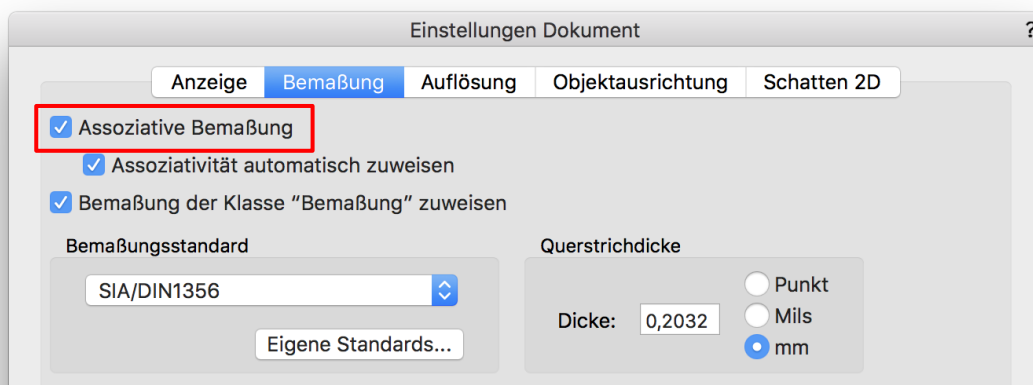 Einstellungen Dokument
?
Anzeige Bemaßung Auflösung Objektausrichtung Schatten 2D
Assoziative Bemaßung
Assoziativität automatisch zuweisen
Bemaßung der Klasse “Bemaßung” zuweisen
Bemaßungsstandard
SIA/DIN1356
Eigene Standards...
Querstrichdicke
Dicke: 0,2032
Punkt
Mils
mm